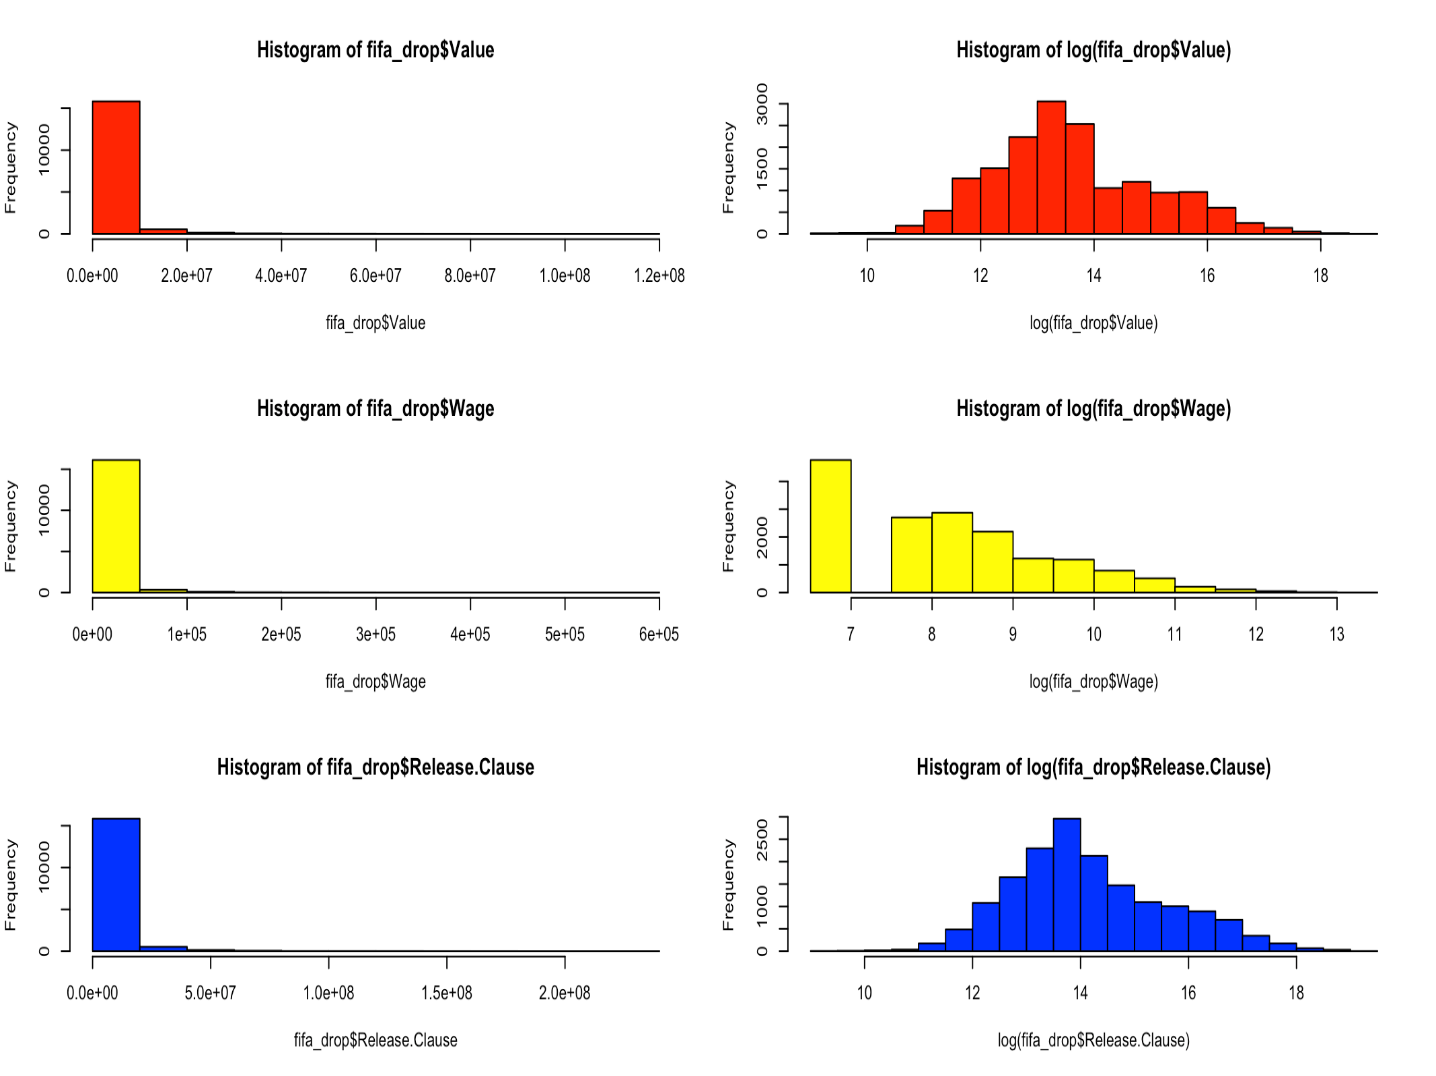 Histogram of fifa_drop$Value
Frequency
0 10000
0.0e+00 2.0e+07 4.0e+07 6.0e+07 8.0e+07 1.0e+08 1.2e+08
fifa_drop$Value
Histogram of log(fifa_drop$Value)
Frequency
0 1500 3000
10 12 14 16 18
log(fifa_drop$Value)
Histogram of fifa_drop$Wage
Frequency
0 10000
0e+00 1e+05 2e+05 3e+05 4e+05 5e+05 6e+05
fifa_drop$Wage
Histogram of log(fifa_drop$Wage)
Frequency
0 2000
7 8 9 10 11 12 13
log(fifa_drop$Wage)
Histogram of fifa_drop$Release.Clause
Frequency
0 10000
0.0e+00 5.0e+07 1.0e+08 1.5e+08 2.0e+08
fifa_drop$Release.Clause
Histogram of log(fifa_drop$Release.Clause)
Frequency
0 1000 2500
10 12 14 16 18
log(fifa_drop$Release.Clause)